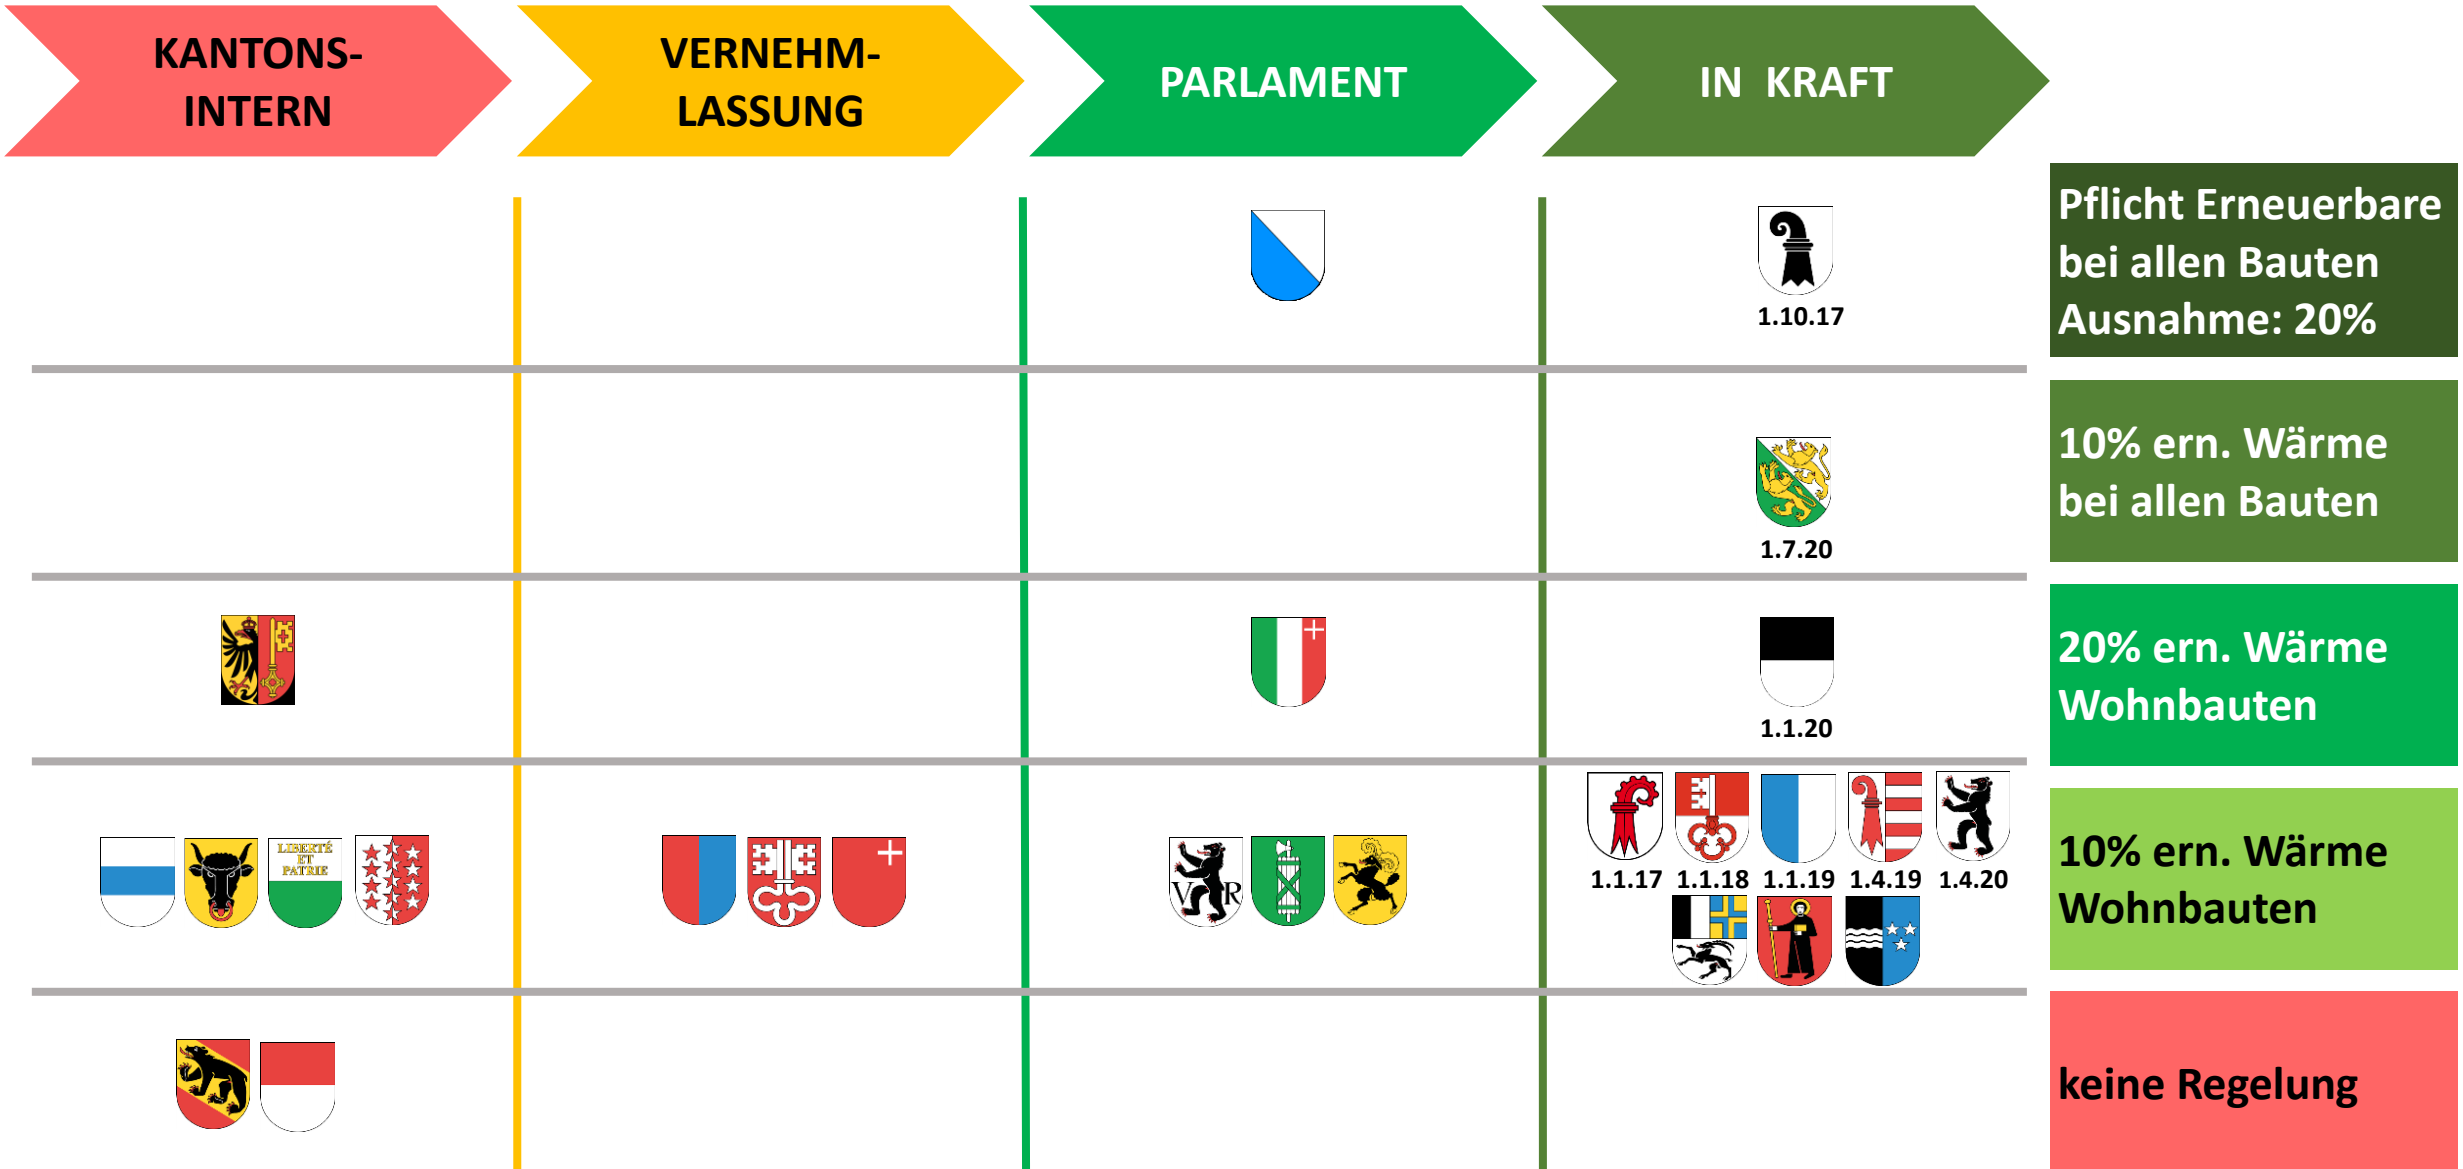 KANTONS-
INTERN
VERNEHM-
LASSUNG
PARLAMENT
IN KRAFT
Pflicht Erneuerbare
bei allen Bauten
Ausnahme: 20%
1.10.17
10% ern. Wärme
bei allen Bauten
1.7.20
20% ern. Wärme
Wohnbauten
1.1.20
LIBERTÉ
ET
PATRIE
V R
1.1.17 1.1.18 1.1.19 1.4.19 1.4.20
10% ern. Wärme
Wohnbauten
keine Regelung